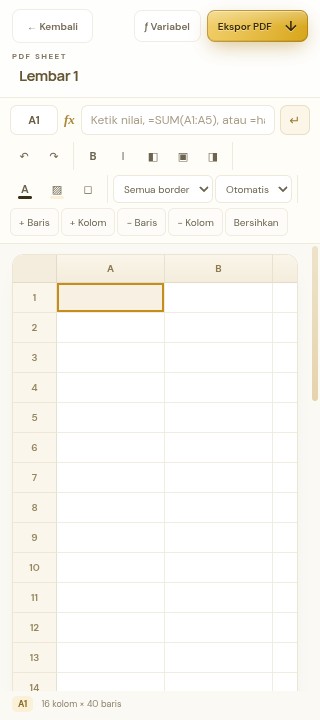 ← Kembali
ƒ Variabel
Ekspor PDF ↓
PDF SHEET
Lembar 1
A1
fx
Ketik nilai, =SUM(A1:A5), atau =h
↵
↶ ↷ B I ◧ ▣ ◨
A ▨ ◻ Semua border Otomatis
+ Baris + Kolom − Baris − Kolom Bersihkan
A B
1
2
3
4
5
6
7
8
9
10
11
12
13
14
A1 16 kolom × 40 baris